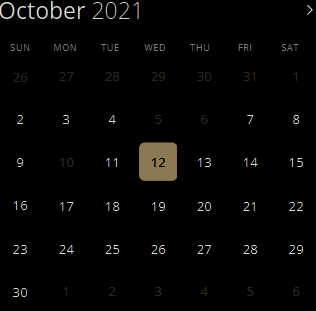 October 2021 >
SUN MON TUE WED THU FRI SAT
26 27 28 29 30 31 1
2 3 4 5 6 7 8
9 10 11 12 13 14 15
16 17 18 19 20 21 22
23 24 25 26 27 28 29
30 1 2 3 4 5 6